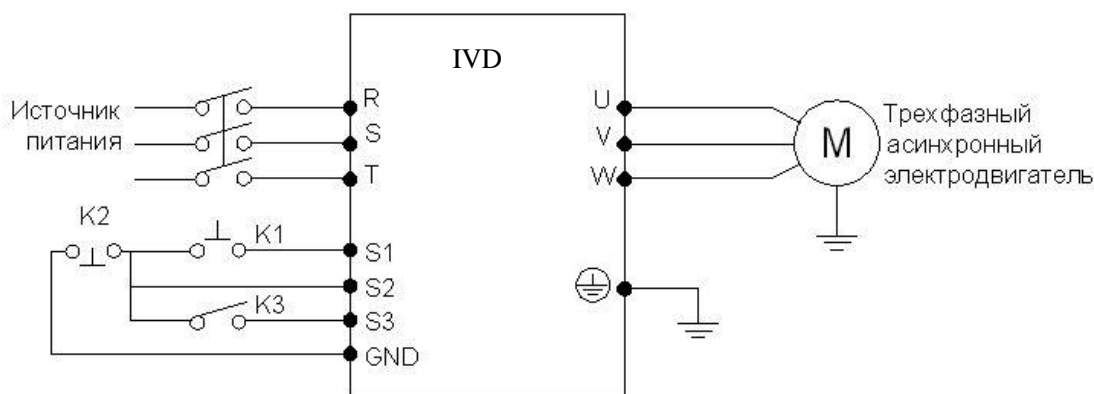 IVD
R
S
T
Источник
питания
U
V
W
M
Трехфазный
асинхронный
электродвигатель
K2
K1
S1
S2
K3
S3
GND